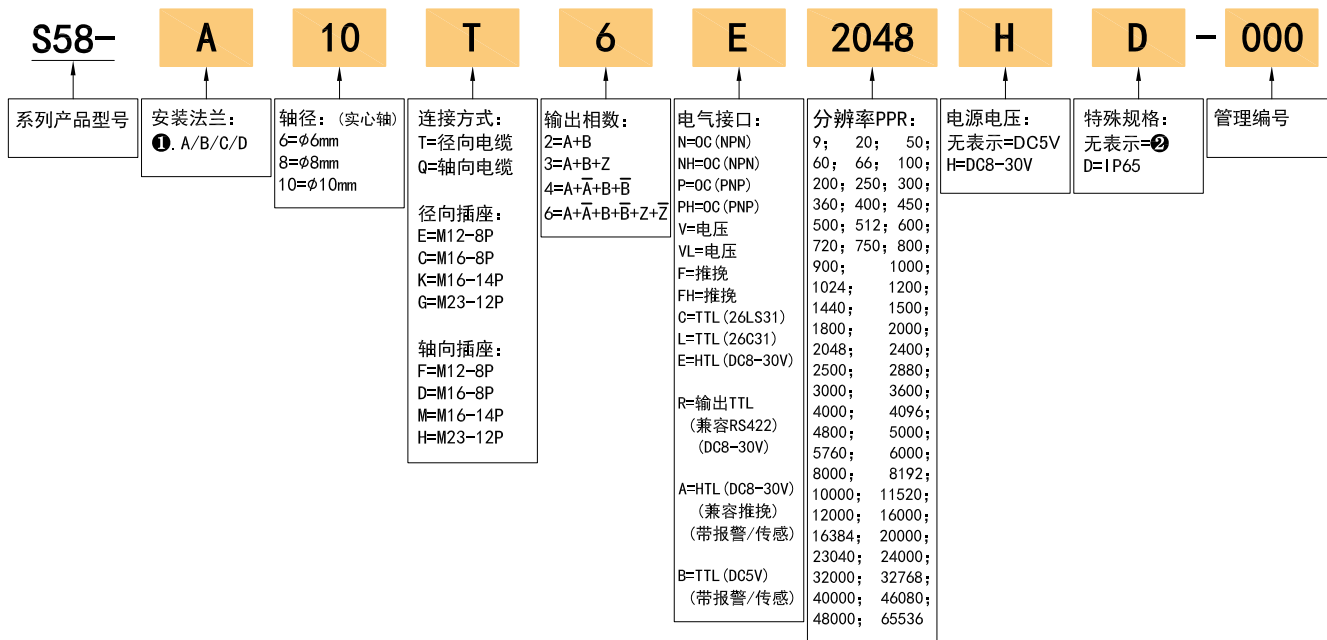 S58- A 10 T 6 E 2048 H D - 000
系列产品型号
安装法兰：
❶. A/B/C/D
轴径：（实心轴）
6=ϕ6mm
8=ϕ8mm
10=ϕ10mm
连接方式：
T=径向电缆
Q=轴向电缆
径向插座：
E=M12-8P
C=M16-8P
K=M16-14P
G=M23-12P
轴向插座：
F=M12-8P
D=M16-8P
M=M16-14P
H=M23-12P
输出相数：
2=A+B
3=A+B+Z
4=A+A̅+B+B̅
6=A+A̅+B+B̅+Z+Z̅
电气接口：
N=OC(NPN)
NH=OC(NPN)
P=OC(PNP)
PH=OC(PNP)
V=电压
VL=电压
F=推挽
FH=推挽
C=TTL(26LS31)
L=TTL(26C31)
E=HTL(DC8-30V)
R=输出TTL
(兼容RS422)
(DC8-30V)
A=HTL(DC8-30V)
(兼容推挽)
(带报警/传感)
B=TTL(DC5V)
(带报警/传感)
分辨率PPR：
9; 20; 50;
60; 66; 100;
200; 250; 300;
360; 400; 450;
500; 512; 600;
720; 750; 800;
900; 1000;
1024; 1200;
1440; 1500;
1800; 2000;
2048; 2400;
2500; 2880;
3000; 3600;
4000; 4096;
4800; 5000;
5760; 6000;
8000; 8192;
10000; 11520;
12000; 16000;
16384; 20000;
23040; 24000;
32000; 32768;
40000; 46080;
48000; 65536
电源电压：
无表示=DC5V
H=DC8-30V
特殊规格：
无表示=❷
D=IP65
管理编号